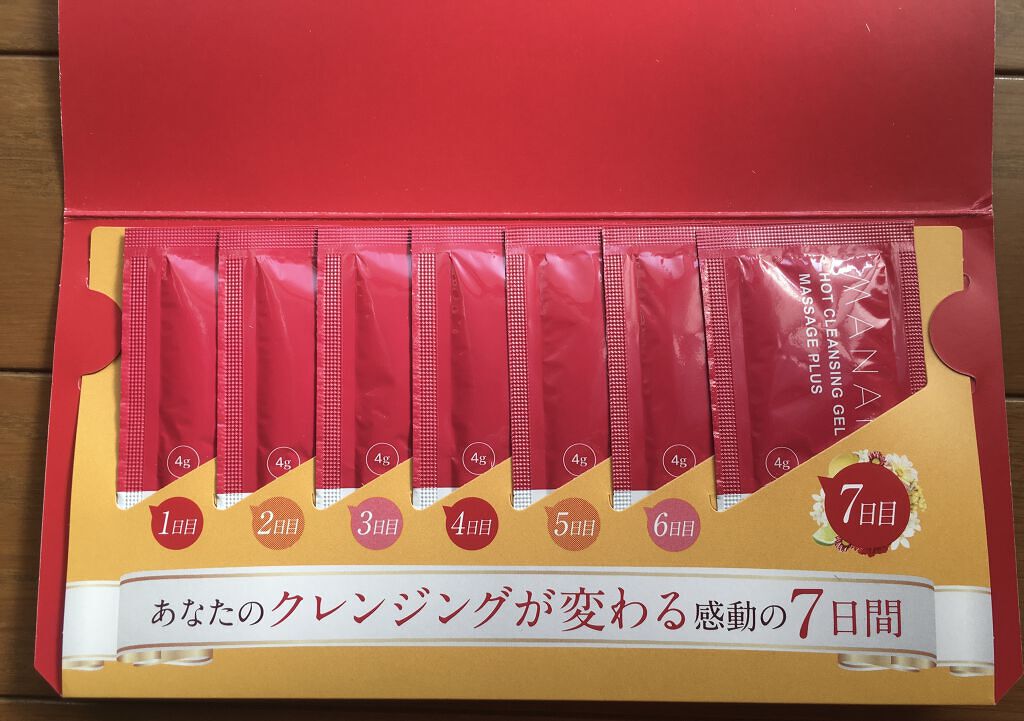 MANA
HOT CLEANSING GEL
MASSAGE PLUS
4g
4g
4g
4g
4g
4g
4g
1日目
2日目
3日目
4日目
5日目
6日目
7日目
あなたのクレンジングが変わる感動の7日間